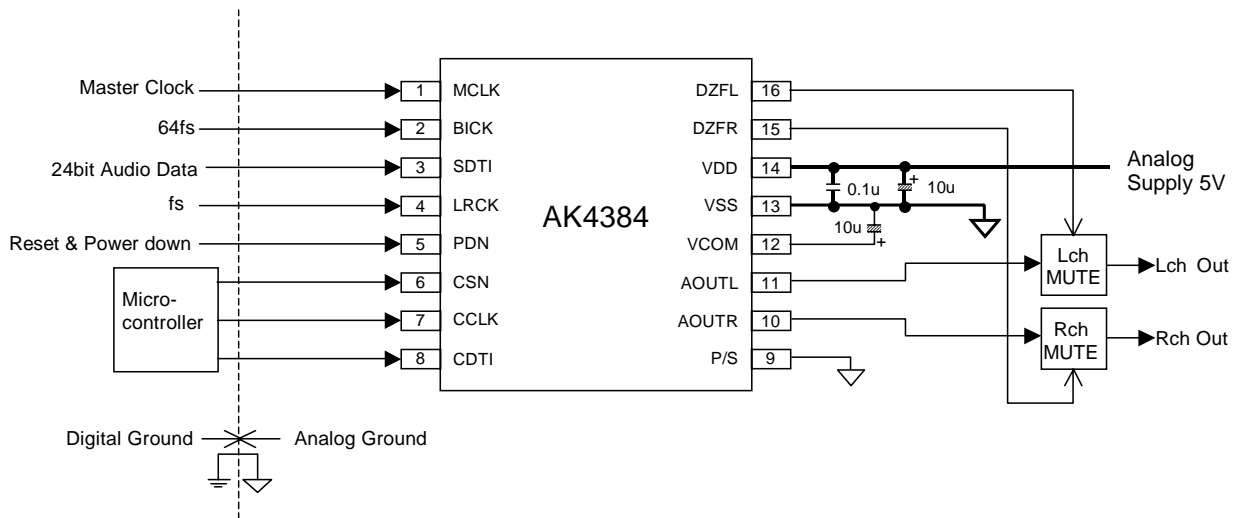 Master Clock
64fs
24bit Audio Data
fs
Reset & Power down
Micro-
controller
1 MCLK
2 BICK
3 SDTI
4 LRCK
5 PDN
6 CSN
7 CCLK
8 CDTI
AK4384
DZFL 16
DZFR 15
VDD 14
VSS 13
VCOM 12
AOUTL 11
AOUTR 10
P/S 9
0.1u
+ 10u
10u +
Analog
Supply 5V
Lch
MUTE
Lch Out
Rch
MUTE
Rch Out
Digital Ground
Analog Ground